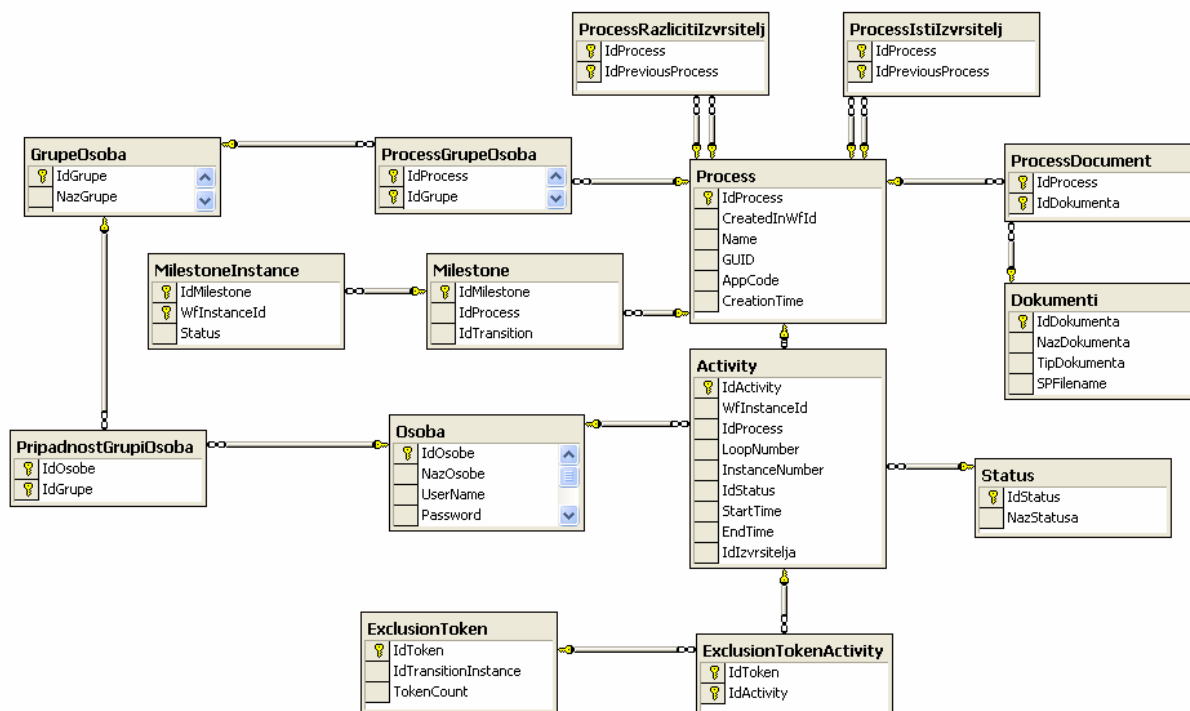 ProcessRazlicitiIzvrsitelj
IdProcess
IdPreviousProcess
ProcessIstiIzvrsitelj
IdProcess
IdPreviousProcess
GrupeOsoba
IdGrupe
NazGrupe
ProcessGrupeOsoba
IdProcess
IdGrupe
Process
IdProcess
CreatedInWfId
Name
GUID
AppCode
CreationTime
ProcessDocument
IdProcess
IdDokumenta
MilestoneInstance
IdMilestone
WfInstanceId
Status
Milestone
IdMilestone
IdProcess
IdTransition
Dokumenti
IdDokumenta
NazDokumenta
TipDokumenta
SPFilename
Activity
IdActivity
WfInstanceId
IdProcess
LoopNumber
InstanceNumber
IdStatus
StartTime
EndTime
IdIzvrsitelja
PripadnostGrupiOsoba
IdOsobe
IdGrupe
Osoba
IdOsobe
NazOsobe
UserName
Password
Status
IdStatus
NazStatusa
ExclusionToken
IdToken
IdTransitionInstance
TokenCount
ExclusionTokenActivity
IdToken
IdActivity